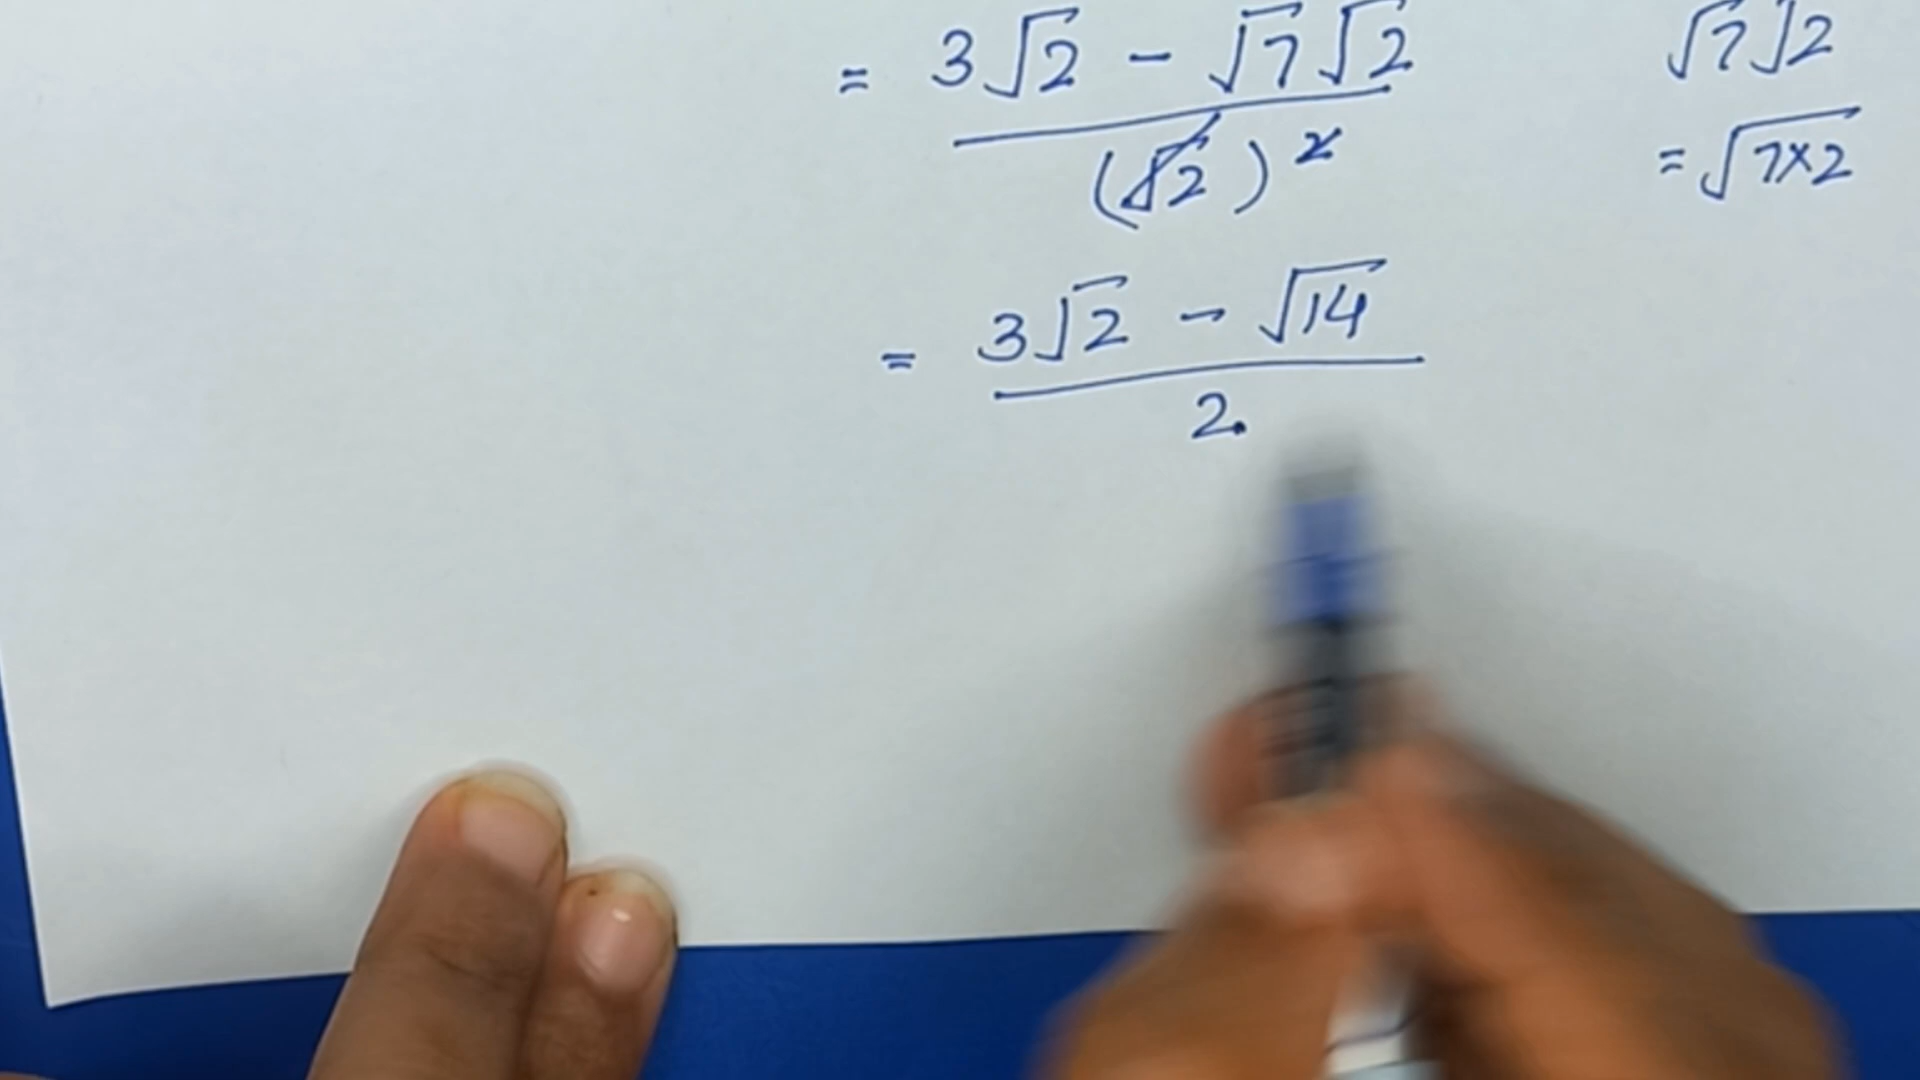 = 3√2 - √7√2
(√2)²
= 3√2 - √14
2.
√7√2
= √7×2